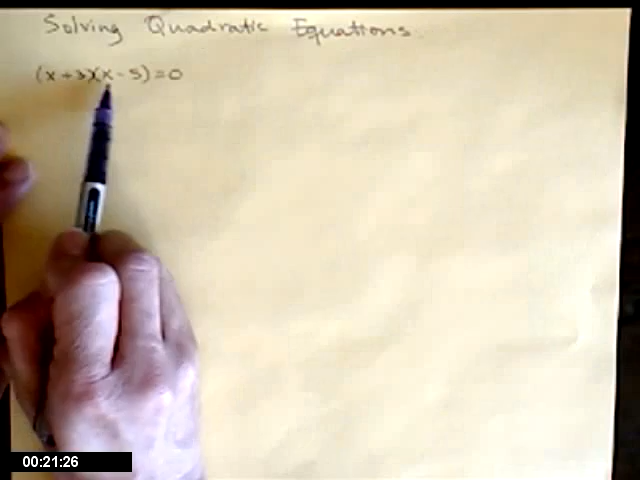 Solving Quadratic Equations.
(x+3)(x-5)=0
00:21:26